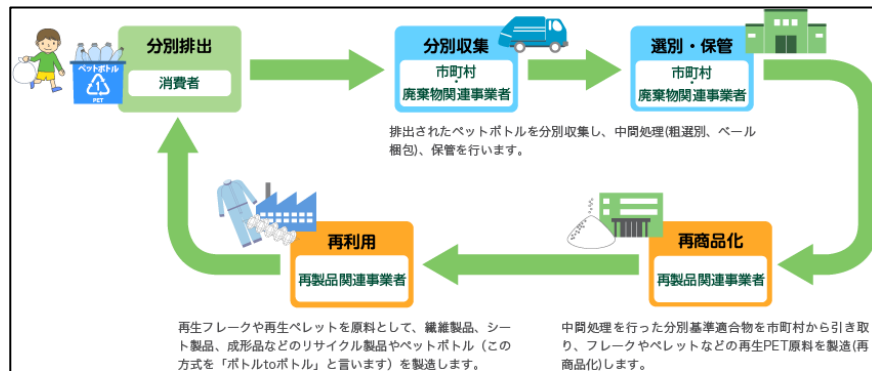 分別排出
消費者
ペットボトル
1
PET
分別収集
市町村
・
廃棄物関連事業者
選別・保管
市町村
・
廃棄物関連事業者
排出されたペットボトルを分別収集し、中間処理(粗選別、ベール
梱包)、保管を行います。
再利用
再製品関連事業者
再商品化
再製品関連事業者
再生フレークや再生ペレットを原料として、繊維製品、シー
ト製品、成形品などのリサイクル製品やペットボトル（この
方式を「ボトルtoボトル」と言います）を製造します。
中間処理を行った分別基準適合物を市町村から引き取
り、フレークやペレットなどの再生PET原料を製造(再
商品化)します。